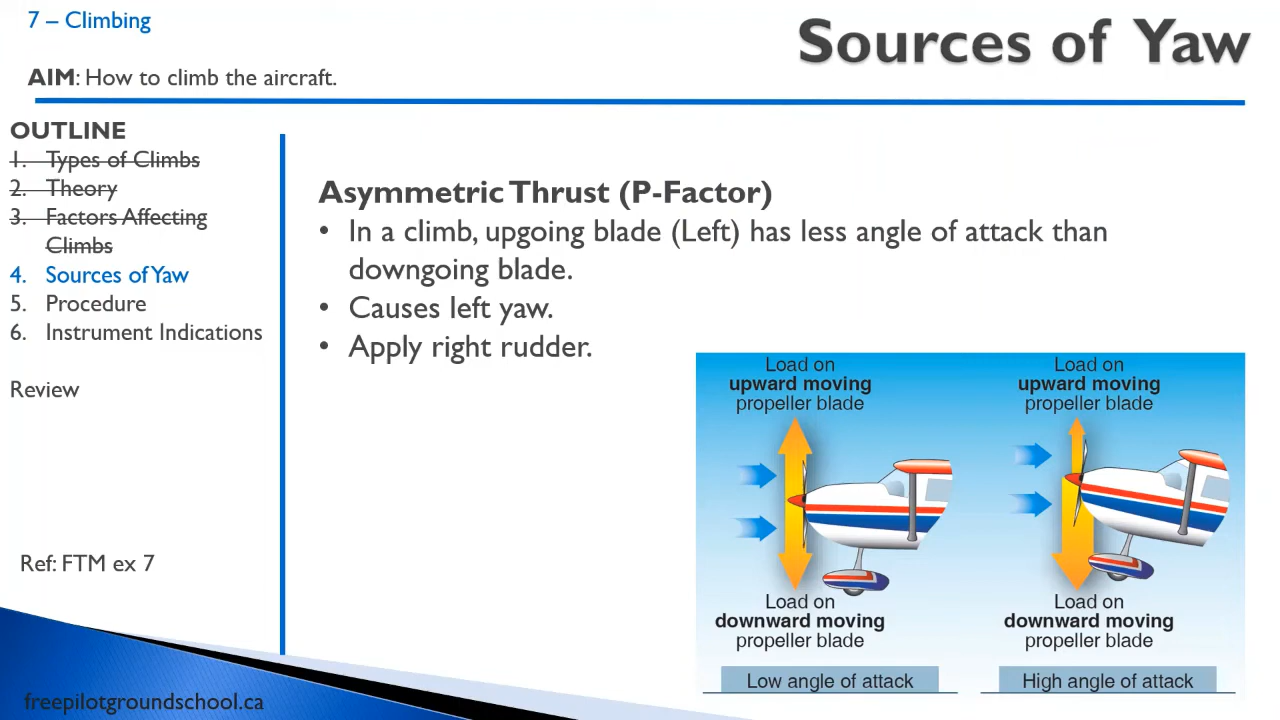 7 – Climbing
Sources of Yaw
AIM: How to climb the aircraft.
OUTLINE
1. Types of Climbs
2. Theory
3. Factors Affecting
Climbs
4. Sources of Yaw
5. Procedure
6. Instrument Indications
Review
Ref: FTM ex 7
freepilotgroundschool.ca
Asymmetric Thrust (P-Factor)
• In a climb, upgoing blade (Left) has less angle of attack than
downgoing blade.
• Causes left yaw.
• Apply right rudder.
Load on
upward moving
propeller blade
Load on
downward moving
propeller blade
Low angle of attack
Load on
upward moving
propeller blade
Load on
downward moving
propeller blade
High angle of attack